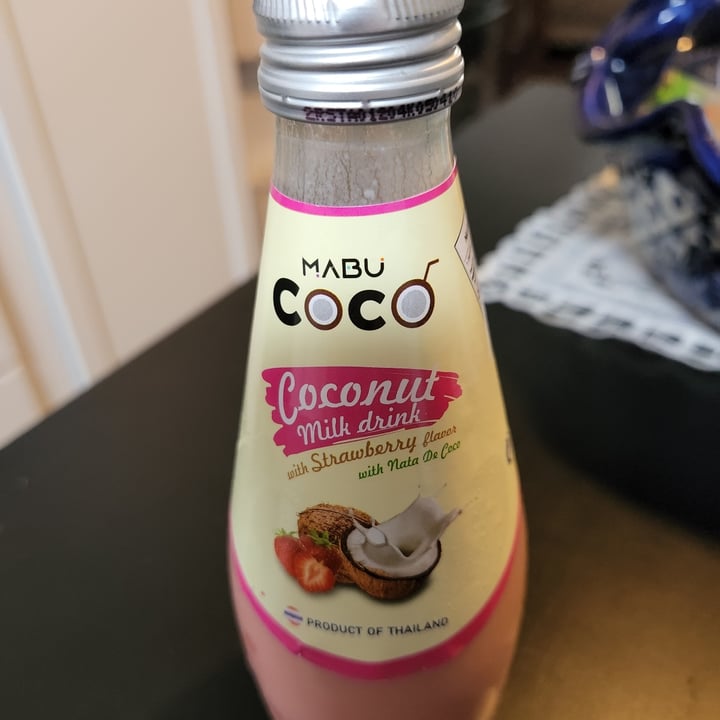 MABU
COCO
Coconut
Milk drink
with Strawberry flavor
with Nata De Coco
PRODUCT OF THAILAND